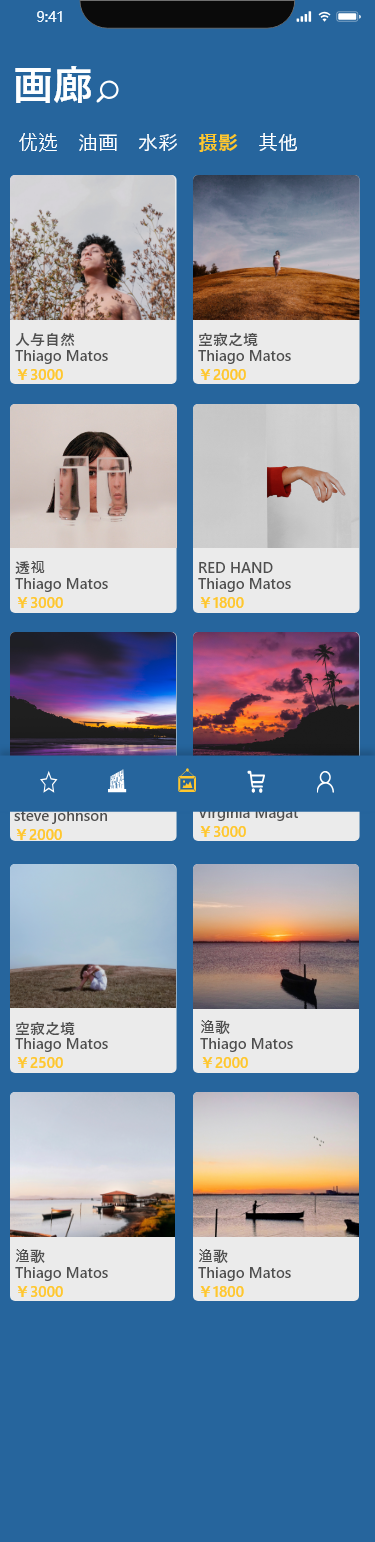 9:41
画廊
优选 油画 水彩 摄影 其他
人与自然
Thiago Matos
￥3000
空寂之境
Thiago Matos
￥2000
透视
Thiago Matos
￥3000
RED HAND
Thiago Matos
￥1800
steve johnson
￥2000
Virginia Magat
￥3000
空寂之境
Thiago Matos
￥2500
渔歌
Thiago Matos
￥2000
渔歌
Thiago Matos
￥3000
渔歌
Thiago Matos
￥1800